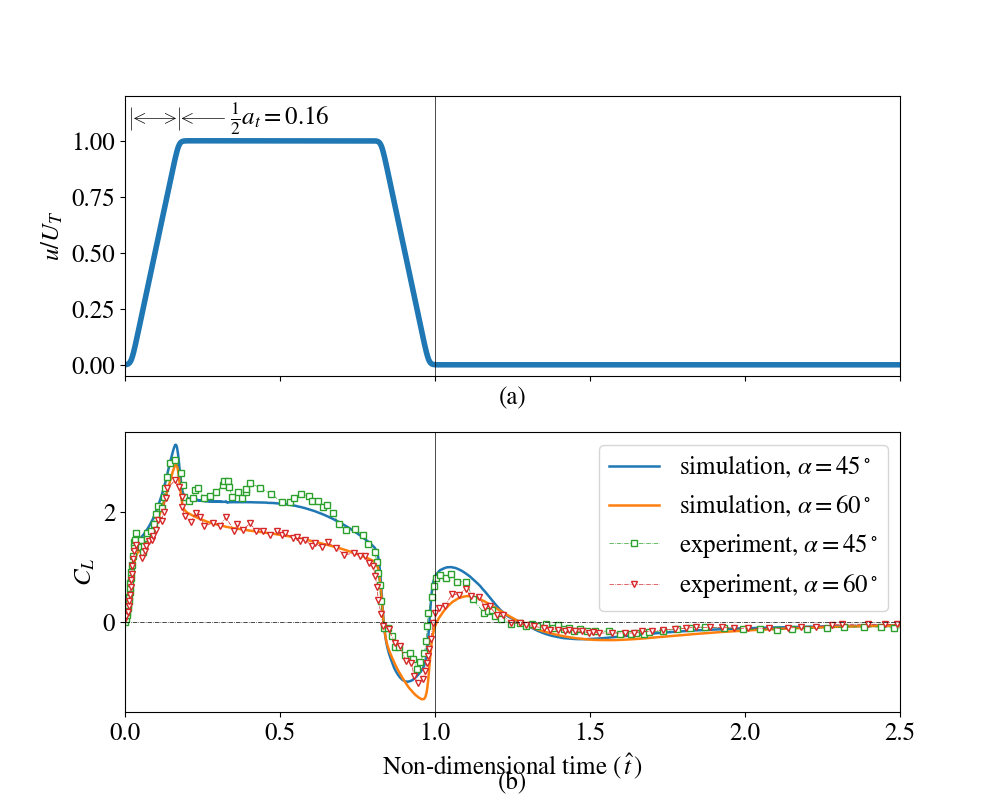 ½aₜ = 0.16
1.00
0.75
0.50
0.25
0.00
u/U_T
(a)
2
0
C_L
simulation, α = 45°
simulation, α = 60°
experiment, α = 45°
experiment, α = 60°
0.0 0.5 1.0 1.5 2.0 2.5
Non-dimensional time (t̂)
(b)